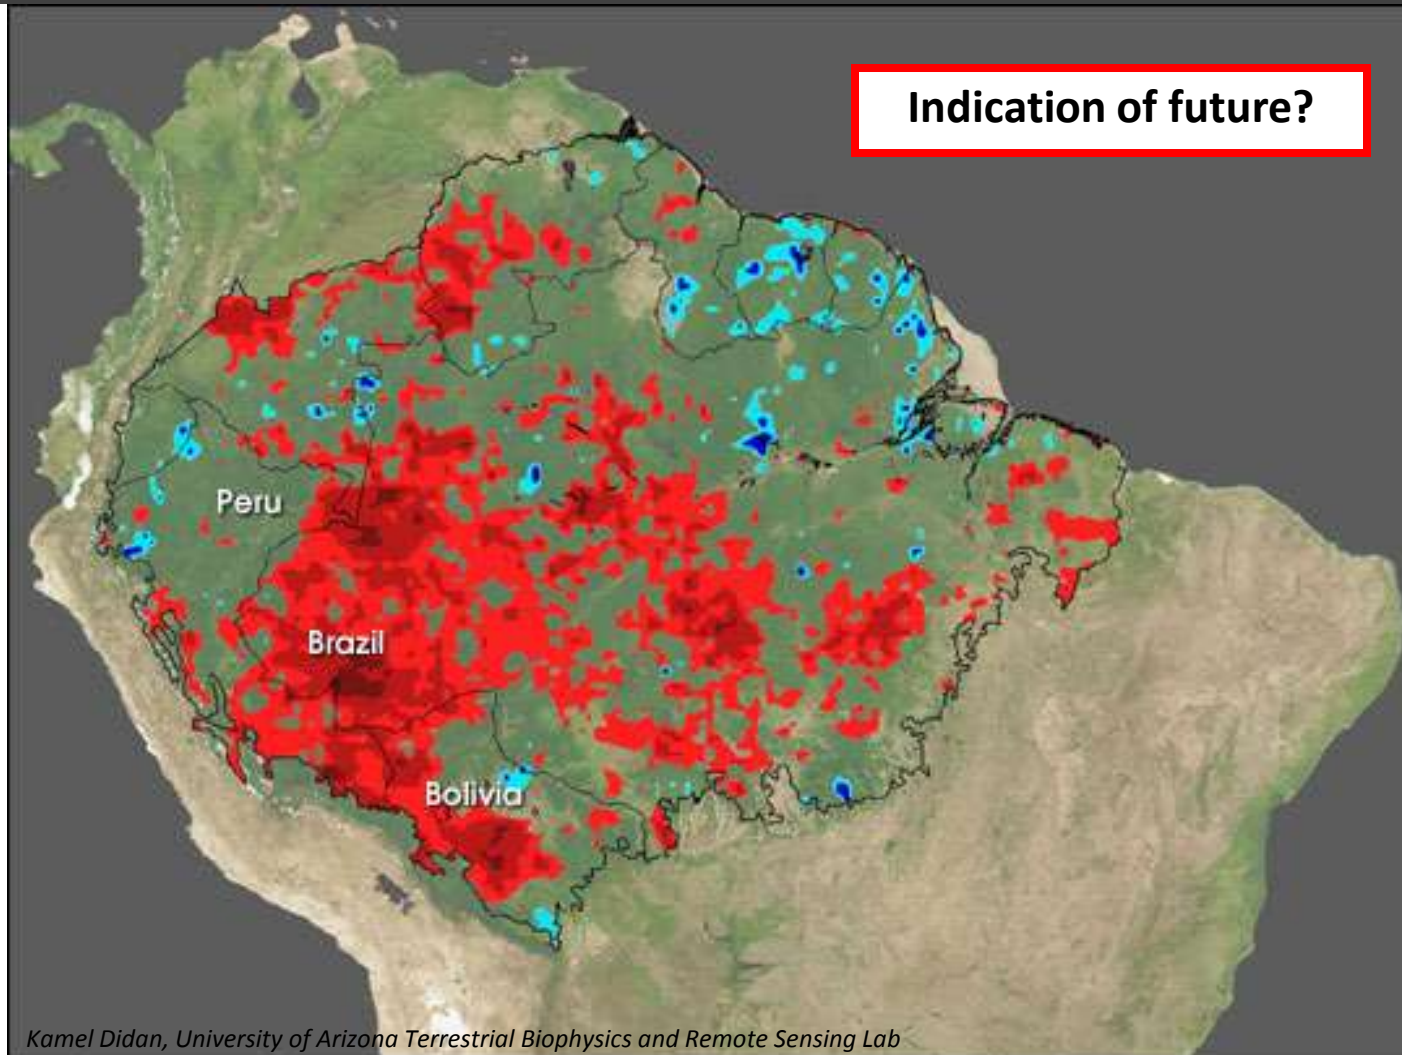 Indication of future?
Peru
Brazil
Bolivia
Kamel Didan, University of Arizona Terrestrial Biophysics and Remote Sensing Lab